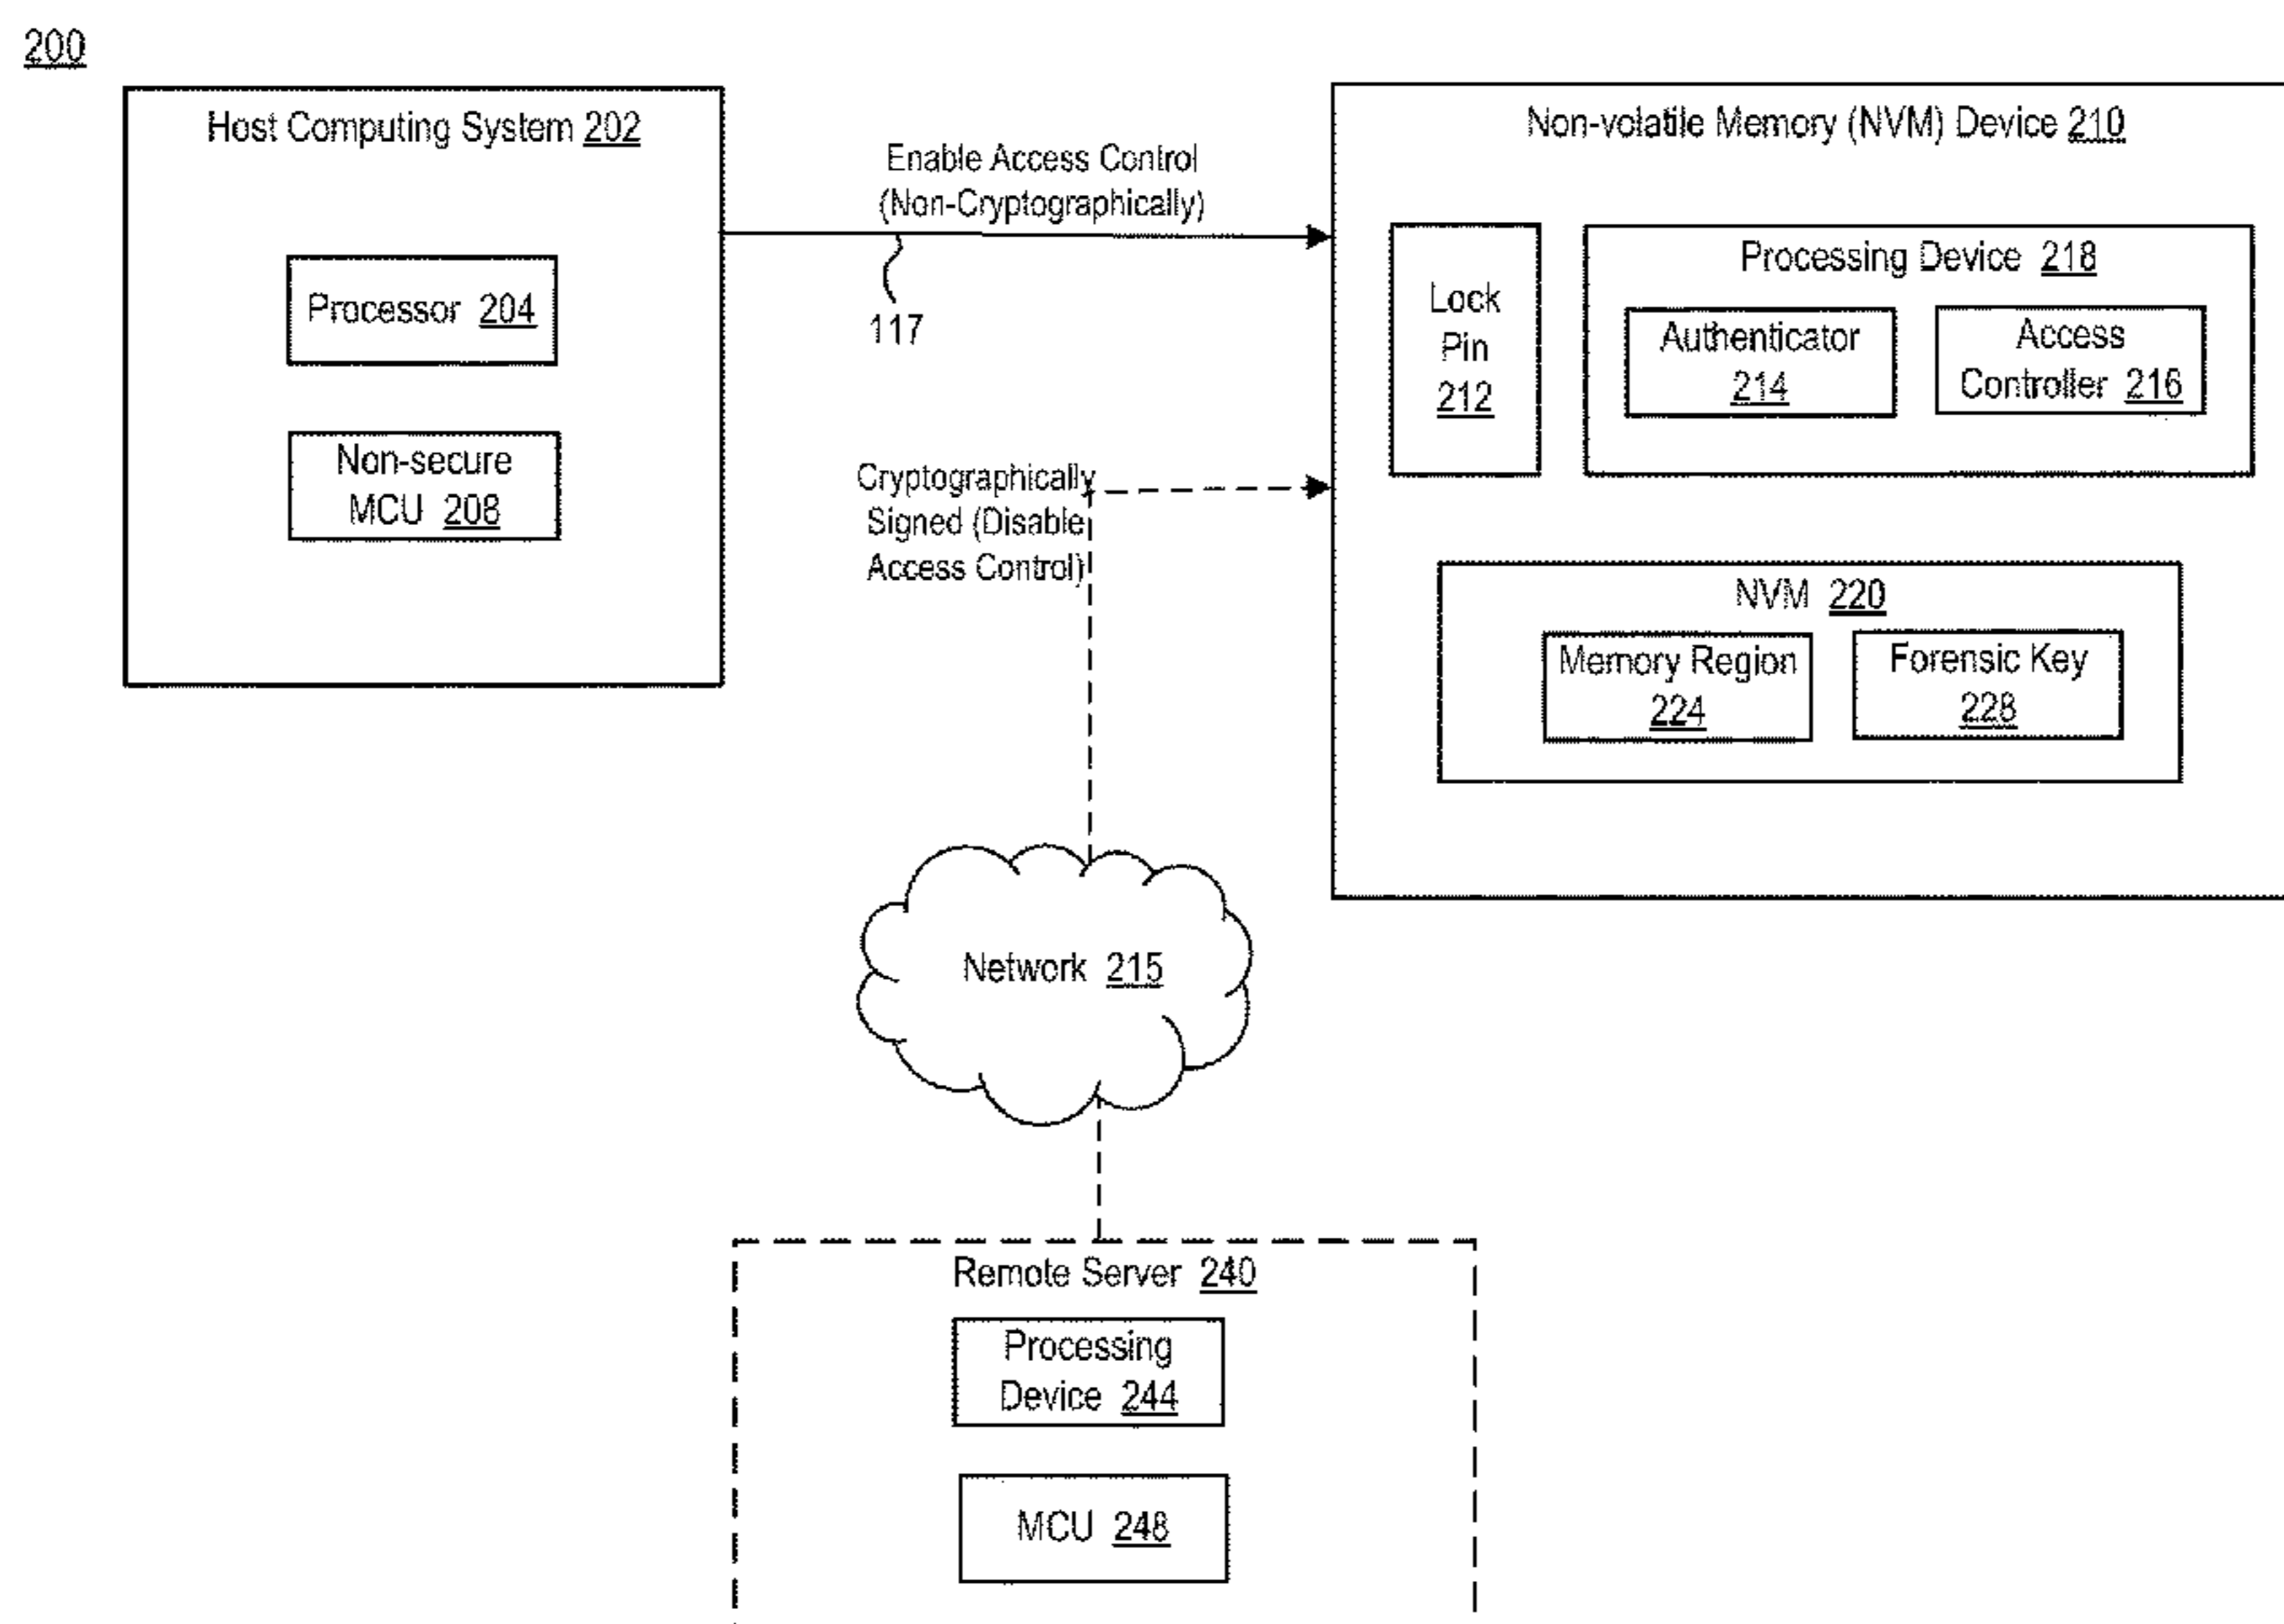 200
Host Computing System 202
Processor 204
Non-secure
MCU 208
Enable Access Control
(Non-Cryptographically)
117
Cryptographically
Signed (Disable
Access Control)
Non-volatile Memory (NVM) Device 210
Lock
Pin
212
Processing Device 218
Authenticator
214
Access
Controller 216
NVM 220
Memory Region
224
Forensic Key
228
Network 215
Remote Server 240
Processing
Device 244
MCU 248